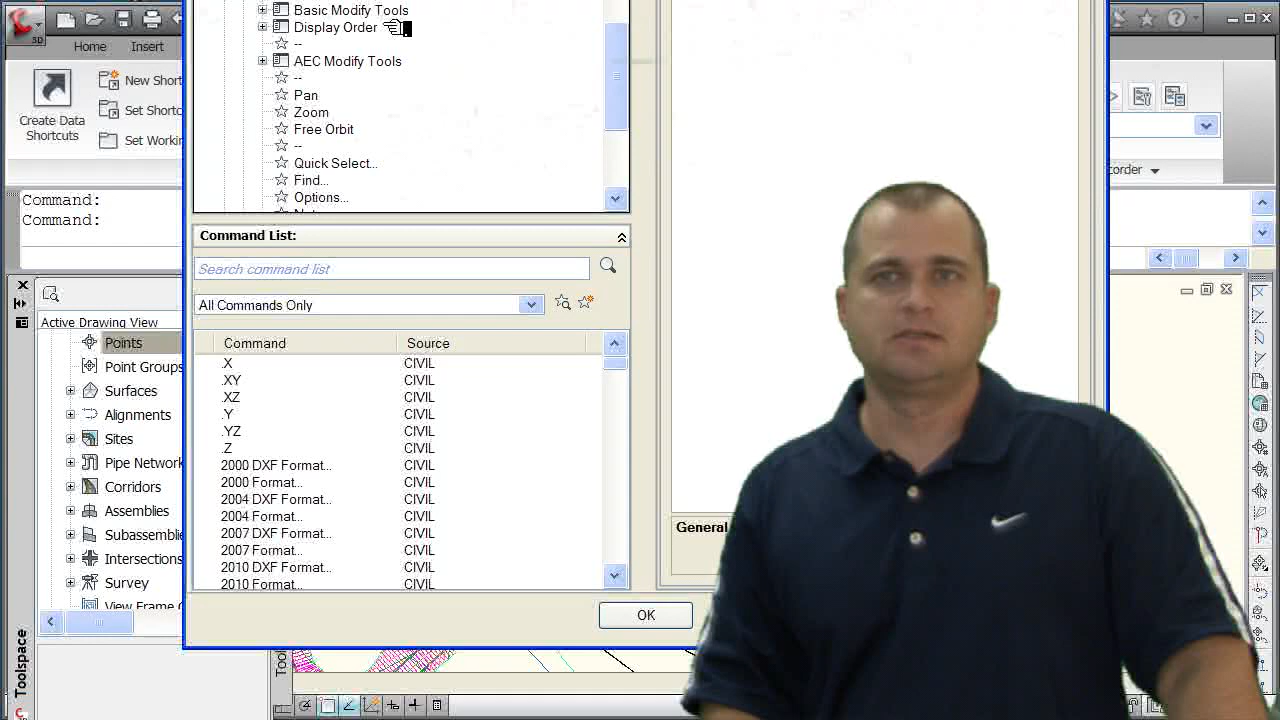 3D
Home
Insert
Create Data
Shortcuts
New Short
Set Shortc
Set Workin
Command:
Command:
Basic Modify Tools
Display Order
--
AEC Modify Tools
--
Pan
Zoom
Free Orbit
--
Quick Select...
Find...
Options...
Command List:
Search command list
All Commands Only
Command Source
.X CIVIL
.XY CIVIL
.XZ CIVIL
.Y CIVIL
.YZ CIVIL
.Z CIVIL
2000 DXF Format... CIVIL
2000 Format... CIVIL
2004 DXF Format... CIVIL
2004 Format... CIVIL
2007 DXF Format... CIVIL
2007 Format... CIVIL
2010 DXF Format... CIVIL
2010 Format... CIVIL
OK
General
order
Active Drawing View
Points
Point Groups
Surfaces
Alignments
Sites
Pipe Network
Corridors
Assemblies
Subassemblie
Intersections
Survey
View Frame G
Toolspace
Tool